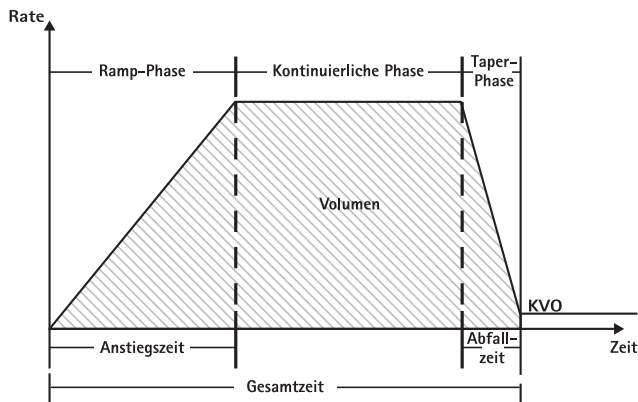 Rate
Ramp-Phase
Kontinuierliche Phase
Taper-
Phase
Volumen
KVO
Anstiegszeit
Abfall-
zeit
Zeit
Gesamtzeit